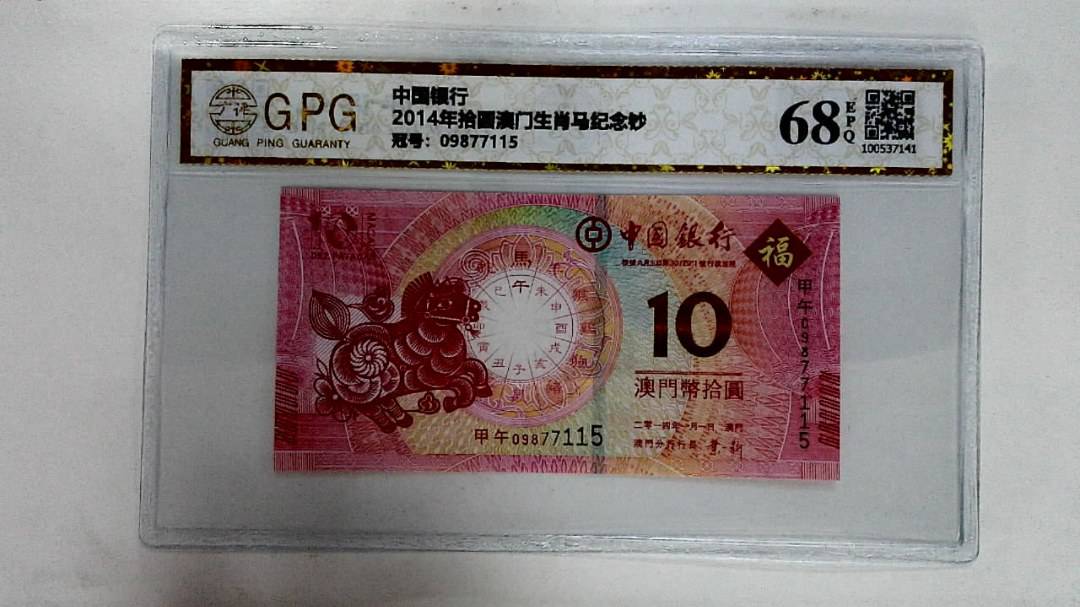 GPG
GUANG PING GUARANTY
中国银行
2014年拾圆澳门生肖马纪念钞
冠号：09877115
68
EPQ
100537141
中國銀行
福
10
澳門幣拾圓
二零一四年一月一日 澳門
澳門分行行長
甲午09877115
甲午09877115
馬
午
未
申
酉
戌
亥
子
丑
寅
卯
辰
巳